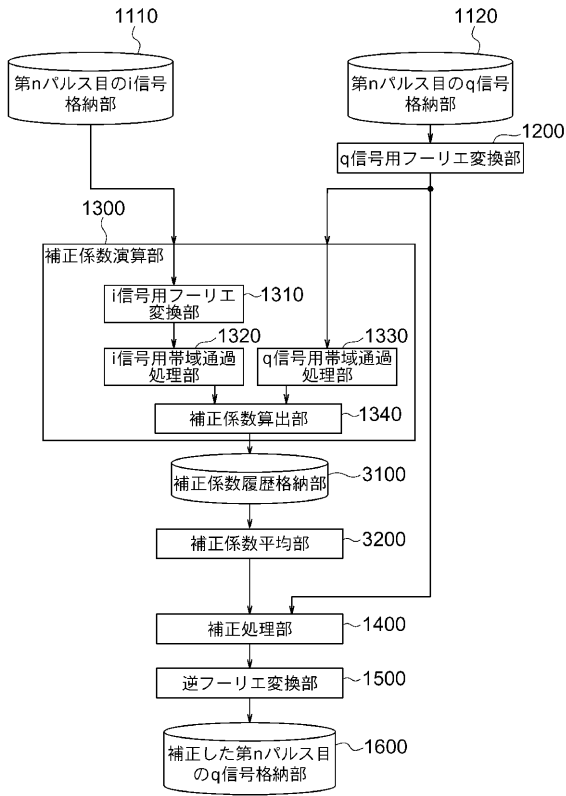 1110
1120
第nパルス目のi信号
格納部
第nパルス目のq信号
格納部
1200
q信号用フーリエ変換部
1300
補正係数演算部
i信号用フーリエ
変換部
1310
1320
1330
i信号用帯域通過
処理部
q信号用帯域通過
処理部
補正係数算出部
1340
補正係数履歴格納部
3100
補正係数平均部
3200
補正処理部
1400
逆フーリエ変換部
1500
補正した第nパルス目
のq信号格納部
1600